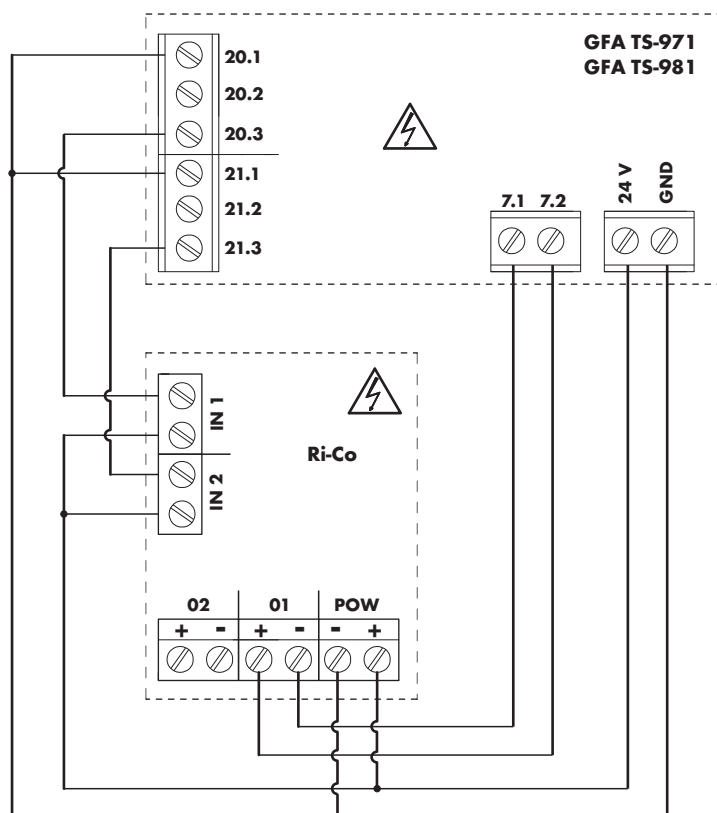 GFA TS-971
GFA TS-981
20.1
20.2
20.3
21.1
21.2
21.3
7.1 7.2
24 V
GND
IN 1
IN 2
Ri-Co
02 01 POW
+ - + - - +